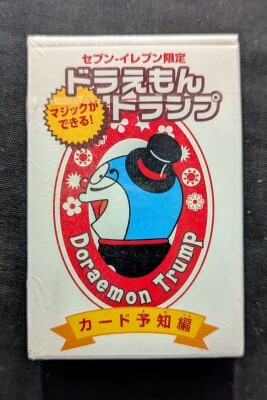 セブン-イレブン限定
ドラえもん
トランプ
マジックが
できる!
Doraemon Trump
カード予知編